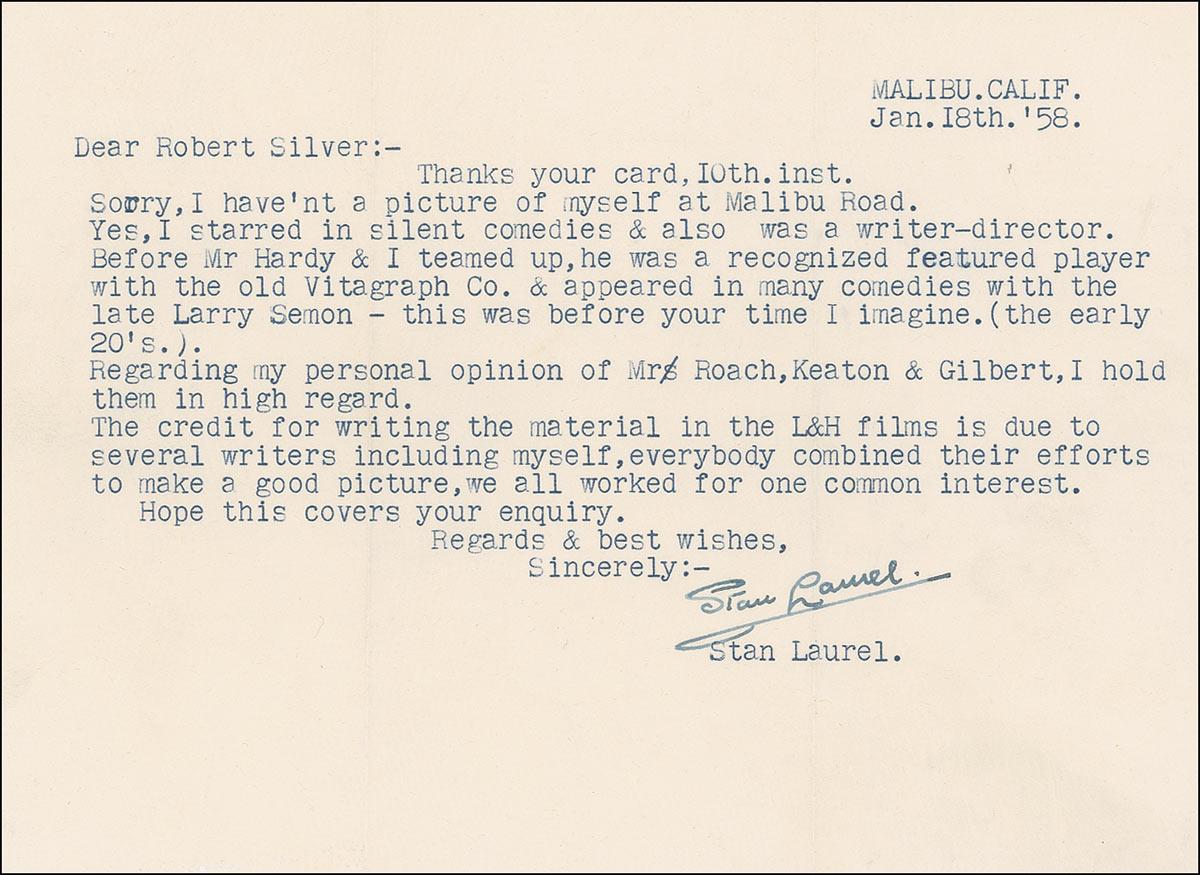 MALIBU.CALIF.
Jan.I8th.'58.
Dear Robert Silver:-
Thanks your card,IOth.inst.
Sorry,I have'nt a picture of myself at Malibu Road.
Yes,I starred in silent comedies & also  was a writer-director.
Before Mr Hardy & I teamed up,he was a recognized featured player
with the old Vitagraph Co. & appeared in many comedies with the
late Larry Semon - this was before your time I imagine.(the early
20's.).
Regarding my personal opinion of Mrs Roach,Keaton & Gilbert,I hold
them in high regard.
The credit for writing the material in the L&H films is due to
several writers including myself,everybody combined their efforts
to make a good picture,we all worked for one common interest.
Hope this covers your enquiry.
Regards & best wishes,
Sincerely:-
Stan Laurel.
Stan Laurel.